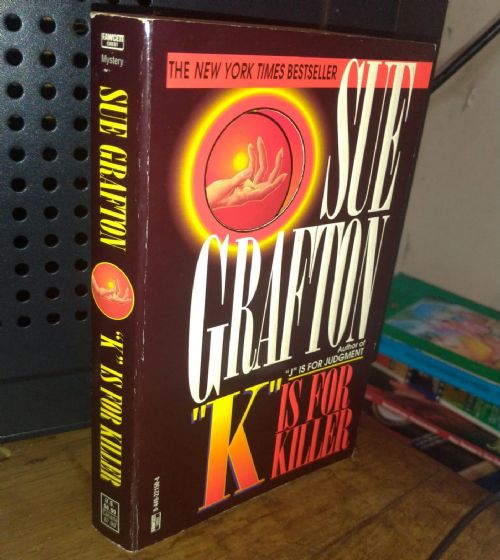 FAWCETT
CREST
Mystery
SUE GRAFTON
"K" IS FOR KILLER
THE NEW YORK TIMES BESTSELLER
SUE
GRAFTON
Author of
"J" IS FOR JUDGMENT
"K" IS FOR
KILLER